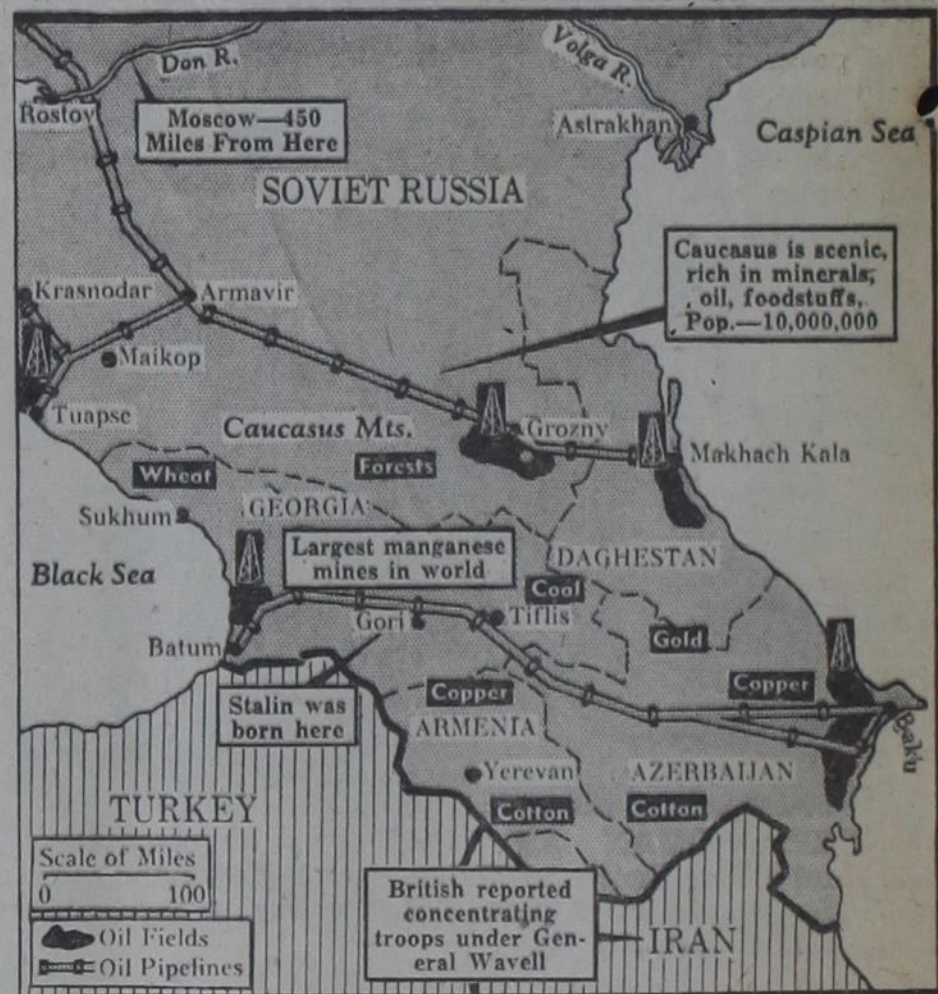 Don R.
Volga R.
Rostov
Moscow—450
Miles From Here
Astrakhan
Caspian Sea
SOVIET RUSSIA
Caucasus is scenic,
rich in minerals,
oil, foodstuffs,
Pop.—10,000,000
Krasnodar
Armavir
Maikop
Tuapse
Caucasus Mts.
Grozny
Makhach Kala
Wheat
Forests
Sukhum
GEORGIA
Largest manganese
mines in world
DAGHESTAN
Black Sea
Coal
Gori
Tiflis
Gold
Batum
Stalin was
born here
Copper
Copper
ARMENIA
Baku
Yerevan
AZERBAIJAN
Cotton
Cotton
TURKEY
Scale of Miles
0 100
Oil Fields
Oil Pipelines
British reported
concentrating
troops under Gen-
eral Wavell
IRAN